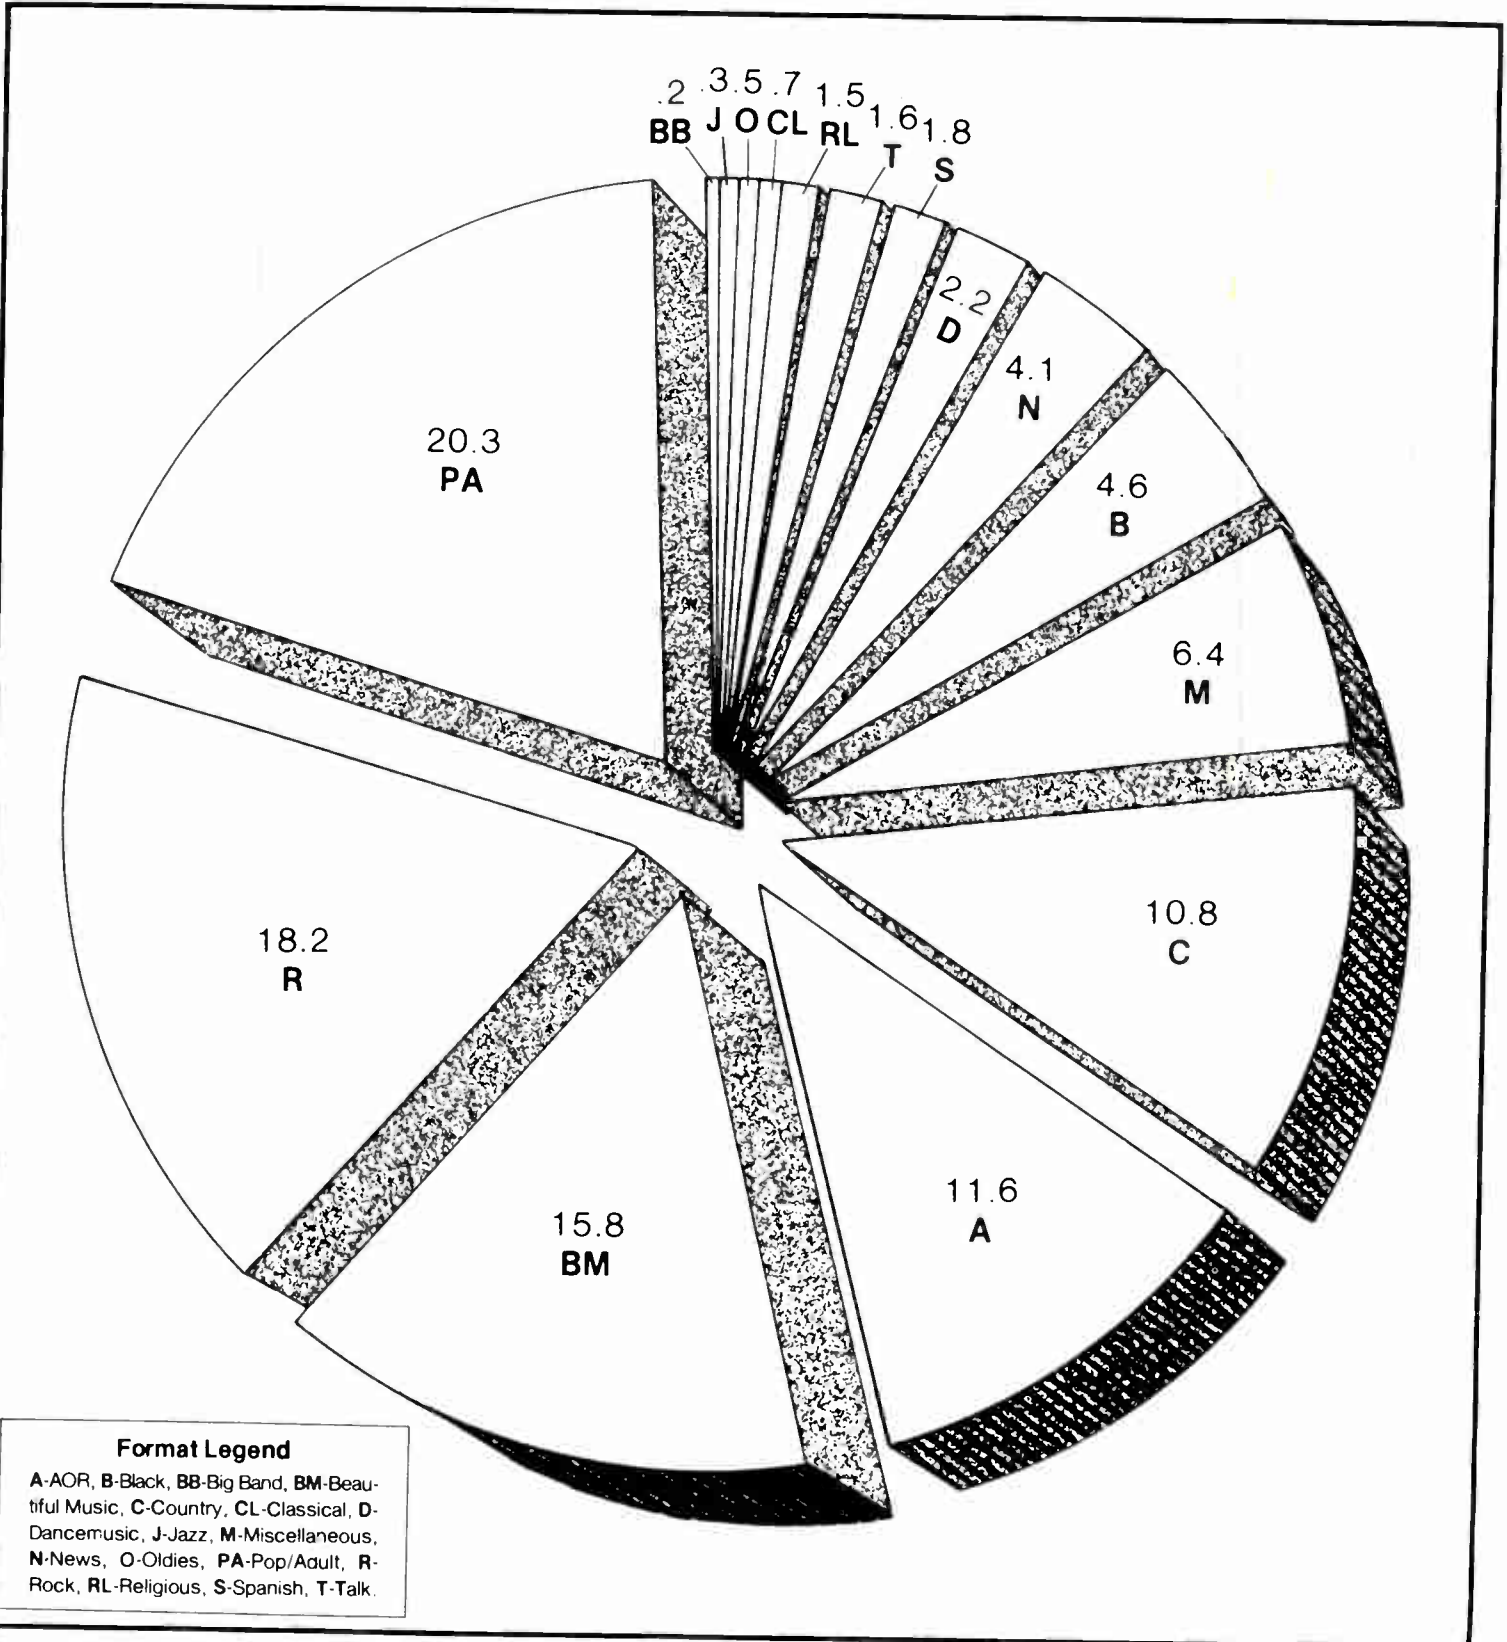 .2
BB
.3
J
.5
O
.7
CL
1.5
RL
1.6
T
1.8
S
2.2
D
4.1
N
4.6
B
6.4
M
10.8
C
11.6
A
15.8
BM
18.2
R
20.3
PA
Format Legend
A-AOR, B-Black, BB-Big Band, BM-Beau-
tiful Music, C-Country, CL-Classical, D-
Dancemusic, J-Jazz, M-Miscellaneous,
N-News, O-Oldies, PA-Pop/Adult, R-
Rock, RL-Religious, S-Spanish, T-Talk.